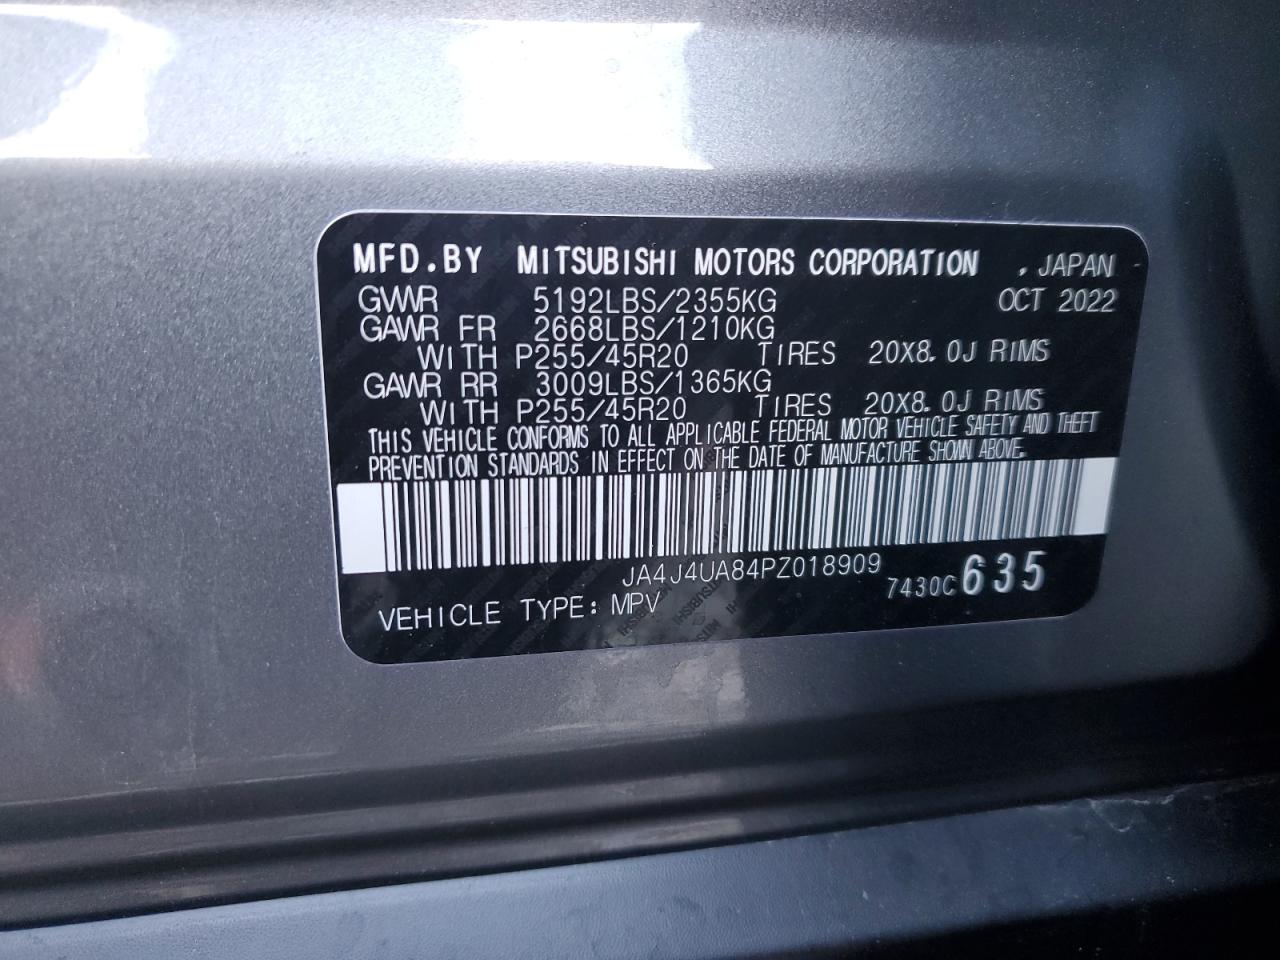 MFD.BY MITSUBISHI MOTORS CORPORATION , JAPAN
GVWR 5192LBS/2355KG OCT 2022
GAWR FR 2668LBS/1210KG
WITH P255/45R20 TIRES 20X8.0J RIMS
GAWR RR 3009LBS/1365KG
WITH P255/45R20 TIRES 20X8.0J RIMS
THIS VEHICLE CONFORMS TO ALL APPLICABLE FEDERAL MOTOR VEHICLE SAFETY AND THEFT
PREVENTION STANDARDS IN EFFECT ON THE DATE OF MANUFACTURE SHOWN ABOVE.
JA4J4UA84PZ018909
7430C635
VEHICLE TYPE: MPV